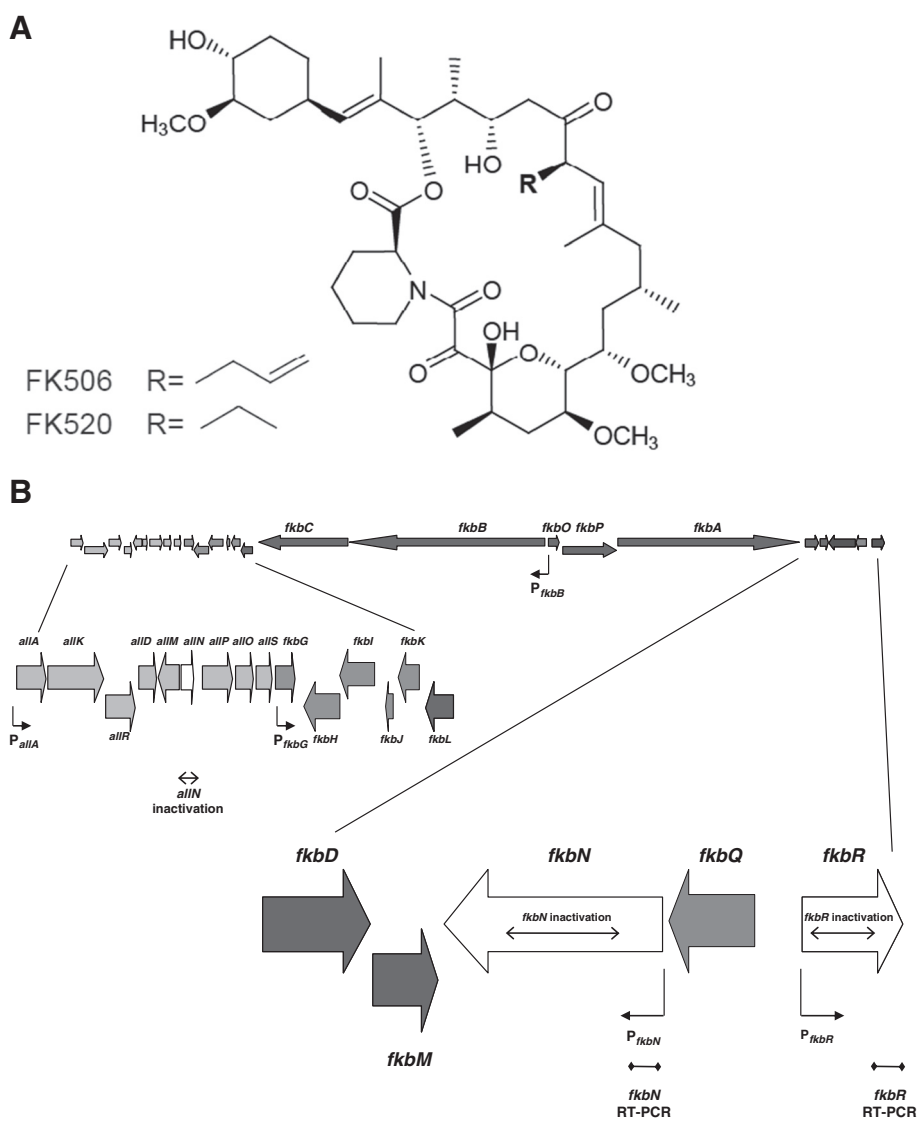 A
HO
H3CO
O
HO
R
O
O
N
O
O
OH
O
OCH3
OCH3
FK506 R=
FK520 R=
B
fkbC fkbB fkbO fkbP fkbA
PfkbB
allA allK allD allM allN allP allO allS fkbG fkbI fkbK
PallA allR PfkbG fkbH fkbJ fkbL
allN
inactivation
fkbD fkbN fkbQ fkbR
fkbN inactivation fkbR inactivation
PfkbN PfkbR
fkbM
fkbN fkbR
RT-PCR RT-PCR